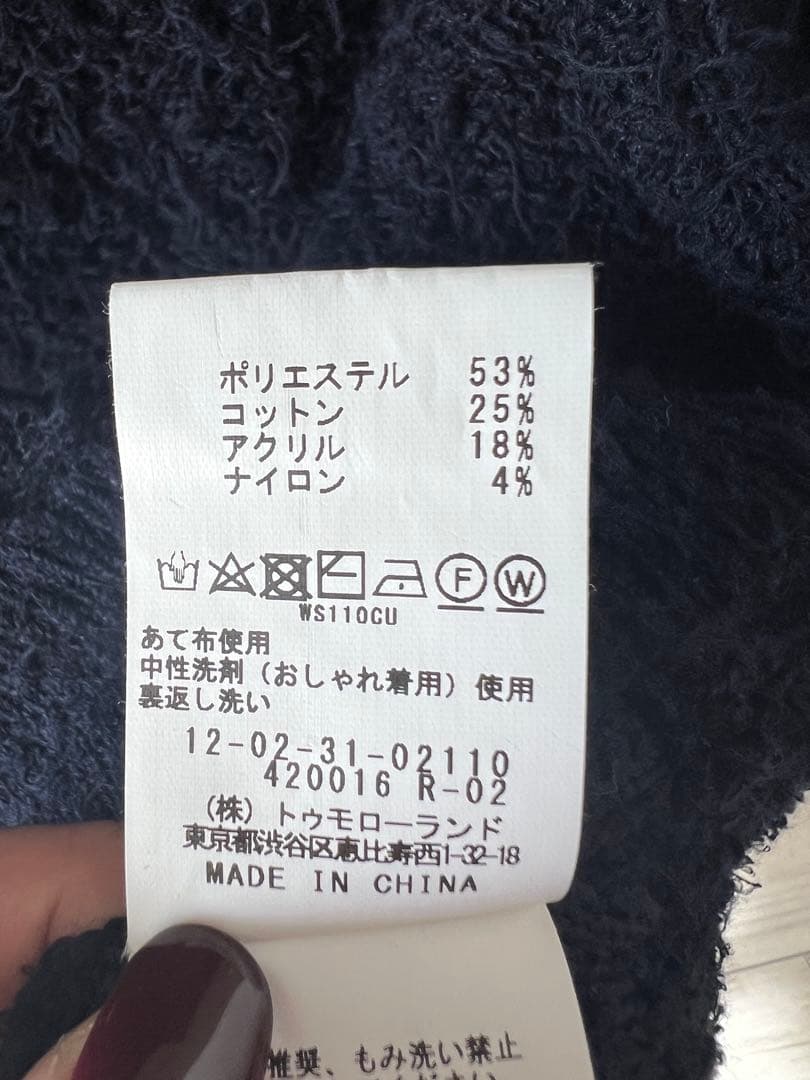 ポリエステル 53%
コットン 25%
アクリル 18%
ナイロン 4%
F W
WS110CU
あて布使用
中性洗剤（おしゃれ着用）使用
裏返し洗い
12-02-31-02110
420016 R-02
（株）トゥモローランド
東京都渋谷区恵比寿西1-32-18
MADE IN CHINA
推奨、もみ洗い禁止